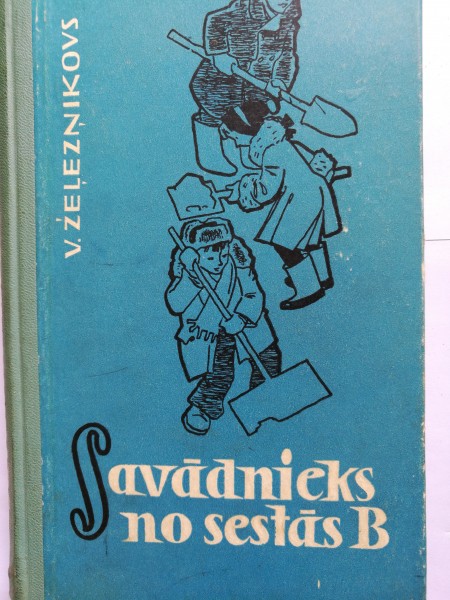 V. ŽEĻEZŅIKOVS
Savādnieks
no sestās B